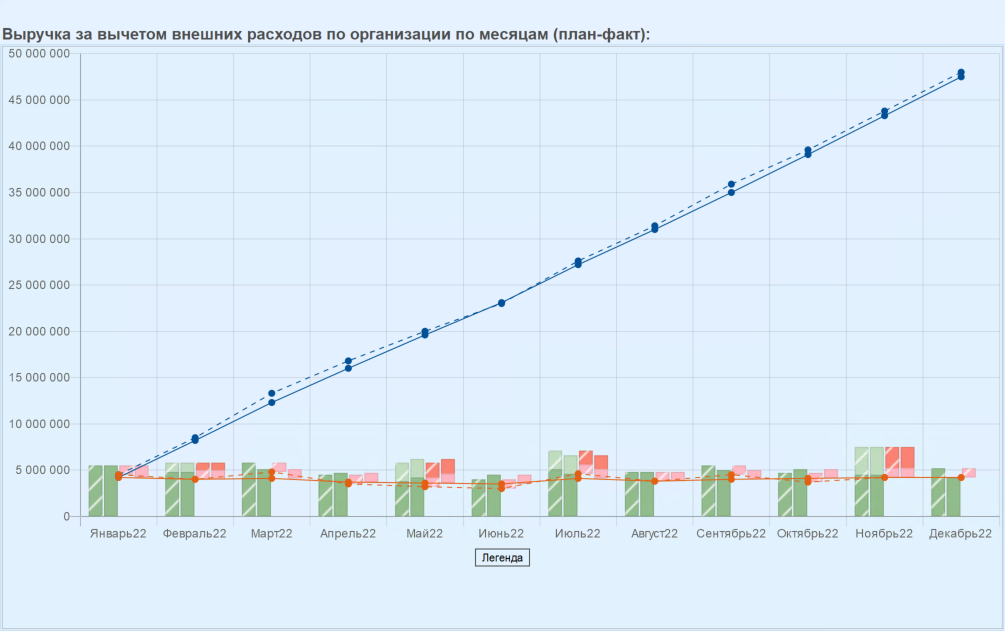 Выручка за вычетом внешних расходов по организации по месяцам (план-факт):
50 000 000
45 000 000
40 000 000
35 000 000
30 000 000
25 000 000
20 000 000
15 000 000
10 000 000
5 000 000
0
Январь22 Февраль22 Март22 Апрель22 Май22 Июнь22 Июль22 Август22 Сентябрь22 Октябрь22 Ноябрь22 Декабрь22
Легенда